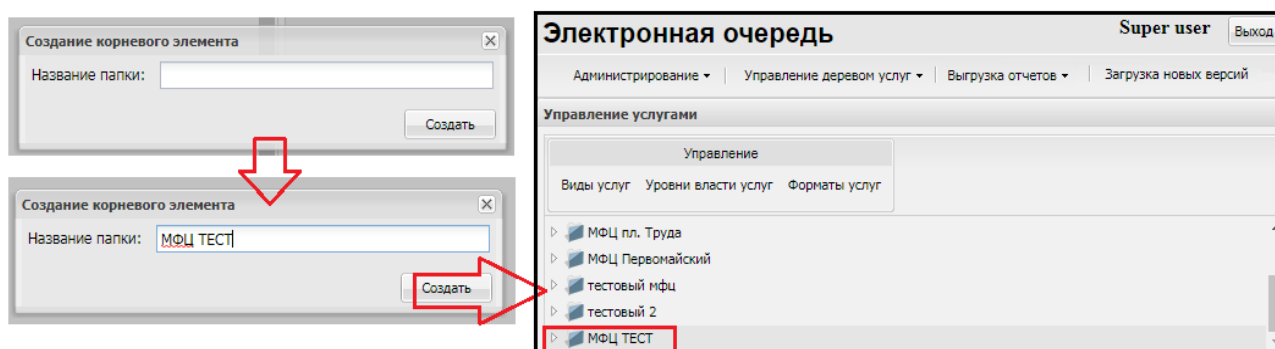 Создание корневого элемента
Название папки:
Создать
Создание корневого элемента
Название папки: МФЦ ТЕСТ
Создать
Электронная очередь Super user Выход
Администрирование Управление деревом услуг Выгрузка отчетов Загрузка новых версий
Управление услугами
Управление
Виды услуг Уровни власти услуг Форматы услуг
МФЦ пл. Труда
МФЦ Первомайский
тестовый мфц
тестовый 2
МФЦ ТЕСТ